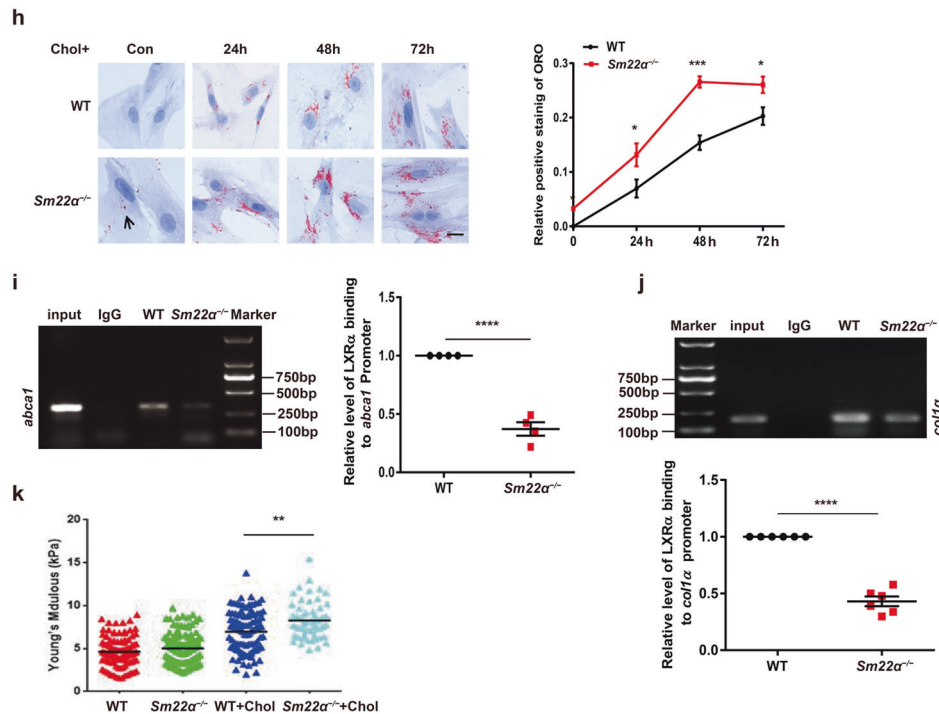 h
Chol+ Con 24h 48h 72h
WT
Sm22α⁻/⁻
Relative positive stainig of ORO
0.3
0.2
0.1
0.0
0 24h 48h 72h
WT
Sm22α⁻/⁻
*
***
*
i
input IgG WT Sm22α⁻/⁻ Marker
abca1
750bp
500bp
250bp
100bp
Relative level of LXRα binding
to abca1 Promoter
1.5
1.0
0.5
0.0
****
WT Sm22α⁻/⁻
j
Marker input IgG WT Sm22α⁻/⁻
750bp
500bp
250bp
100bp
col1α
Relative level of LXRα binding
to col1α promoter
1.5
1.0
0.5
0.0
****
WT Sm22α⁻/⁻
k
Young's Mdulous (kPa)
20
15
10
5
0
**
WT Sm22α⁻/⁻ WT+Chol Sm22α⁻/⁻+Chol